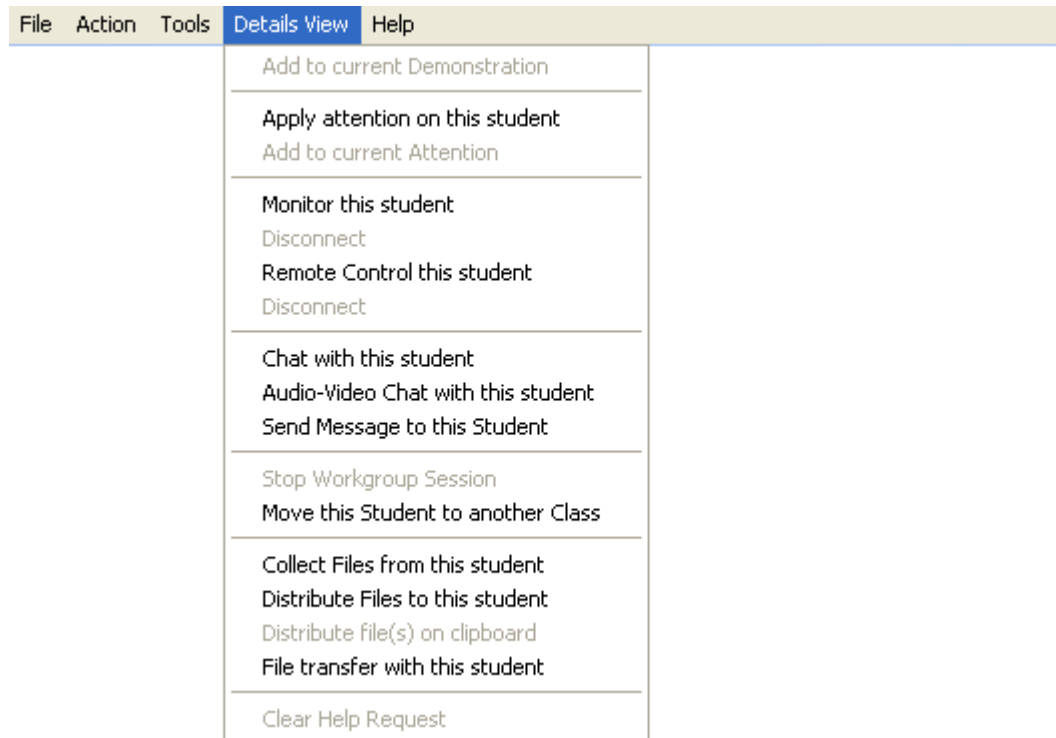 File Action Tools Details View Help
Add to current Demonstration
Apply attention on this student
Add to current Attention
Monitor this student
Disconnect
Remote Control this student
Disconnect
Chat with this student
Audio-Video Chat with this student
Send Message to this Student
Stop Workgroup Session
Move this Student to another Class
Collect Files from this student
Distribute Files to this student
Distribute file(s) on clipboard
File transfer with this student
Clear Help Request